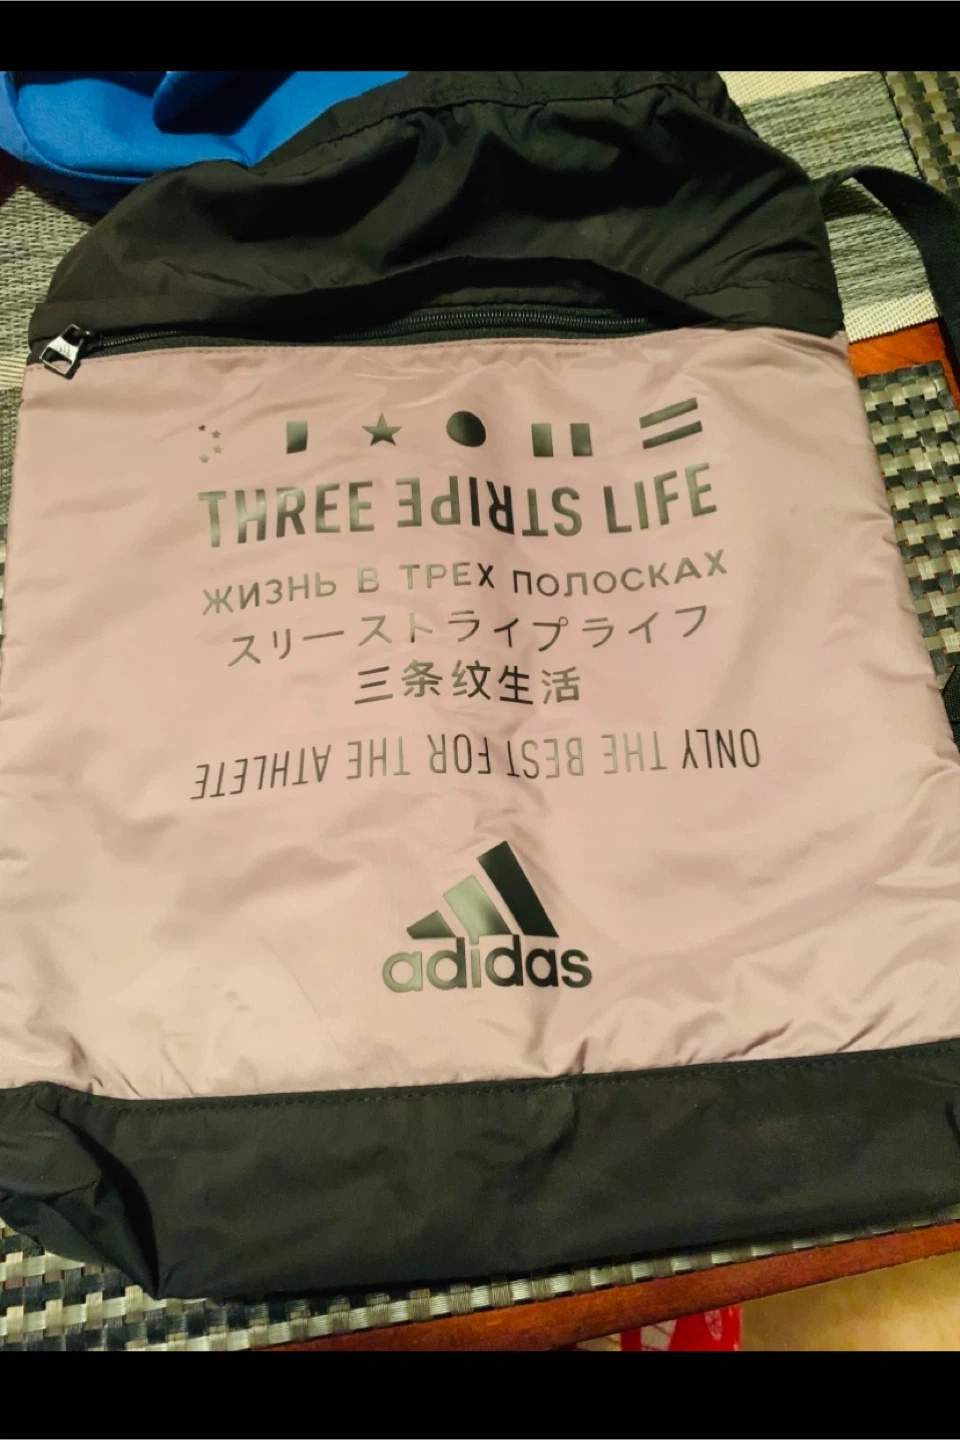 THREE STRIPE LIFE
ЖИЗНЬ В ТРЕХ ПОЛОСКАХ
スリーストライプライフ
三条纹生活
ONLY THE BEST FOR THE ATHLETE
adidas